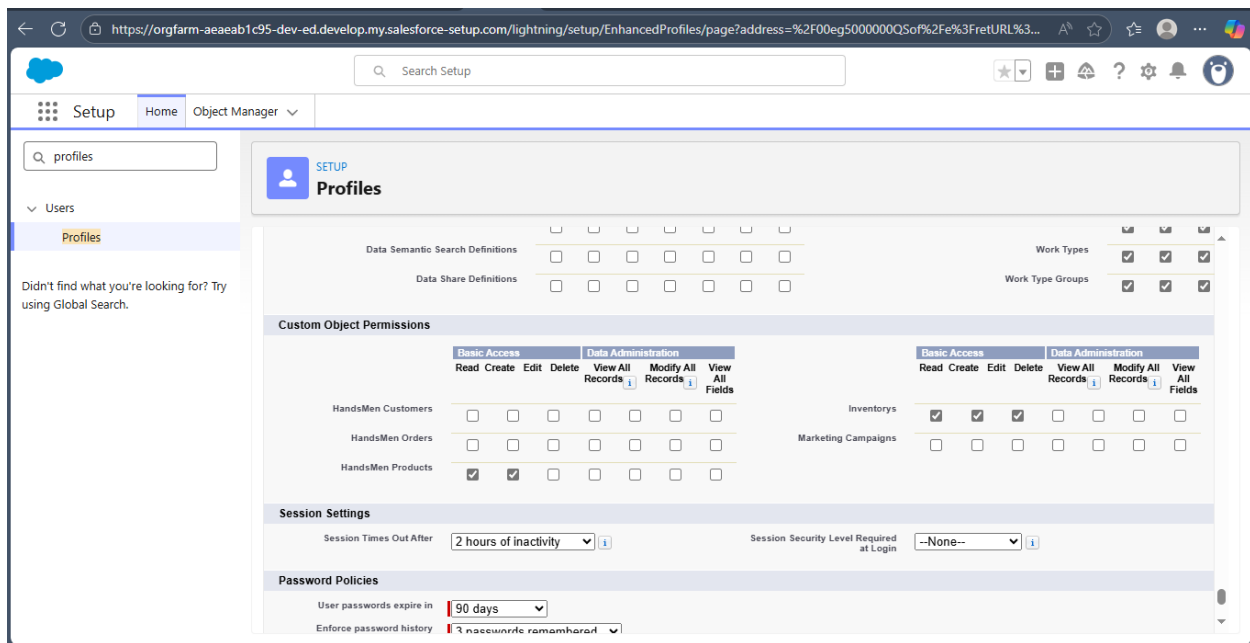 https://orgfarm-aeaeab1c95-dev-ed.develop.my.salesforce-setup.com/lightning/setup/EnhancedProfiles/page?address=%2F00eg5000000QSof%2Fe%3FretURL%3...
Search Setup
Setup Home Object Manager
profiles
Users
Profiles
Didn't find what you're looking for? Try
using Global Search.
SETUP
Profiles
Data Semantic Search Definitions Work Types
Data Share Definitions Work Type Groups
Custom Object Permissions
Basic Access Data Administration Basic Access Data Administration
Read Create Edit Delete View All Records i Modify All Records i View All Fields Read Create Edit Delete View All Records i Modify All Records i View All Fields
HandsMen Customers Inventorys
HandsMen Orders Marketing Campaigns
HandsMen Products
Session Settings
Session Times Out After 2 hours of inactivity i Session Security Level Required at Login --None-- i
Password Policies
User passwords expire in 90 days
Enforce password history 3 passwords remembered